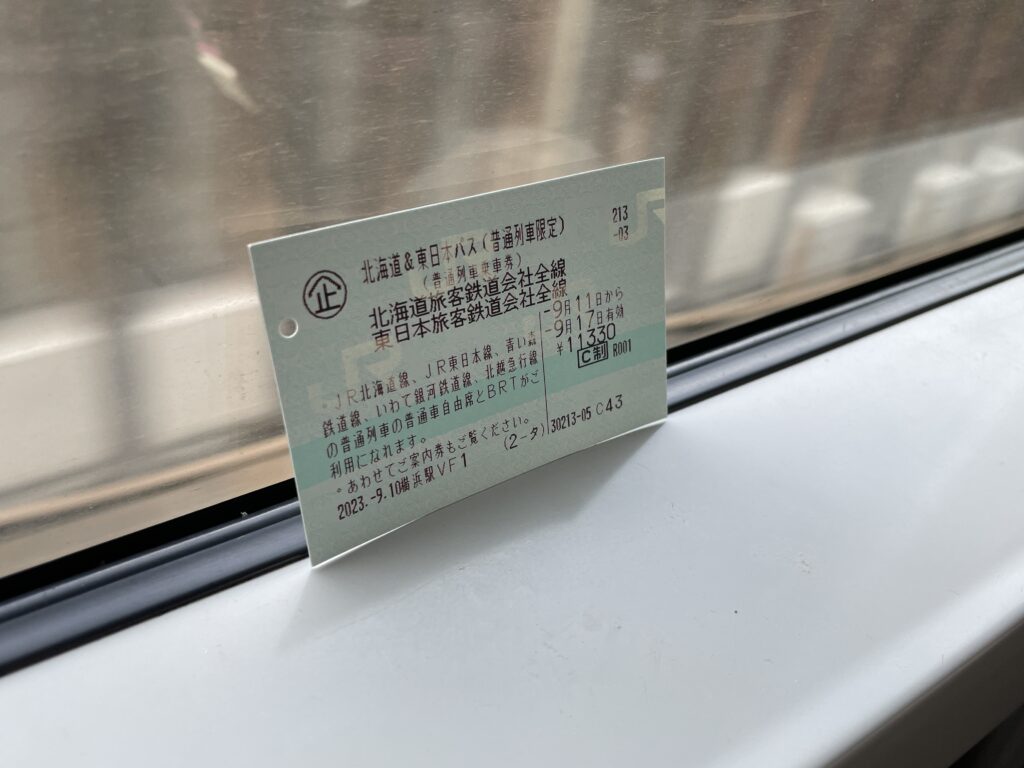 企
北海道&東日本パス(普通列車限定)
213
-03
(普通列車乗車券)
北海道旅客鉄道会社全線
東日本旅客鉄道会社全線
-9月11日から
-9月17日有効
¥11330
C制 R001
・JR北海道線、JR東日本線、青い森
鉄道線、いわて銀河鉄道線、北越急行線
の普通列車の普通車自由席とBRTがご
利用になれます。
。あわせてご案内券もご覧ください。
2023.-9.10横浜駅VF1
(2-タ)
30213-05 C43